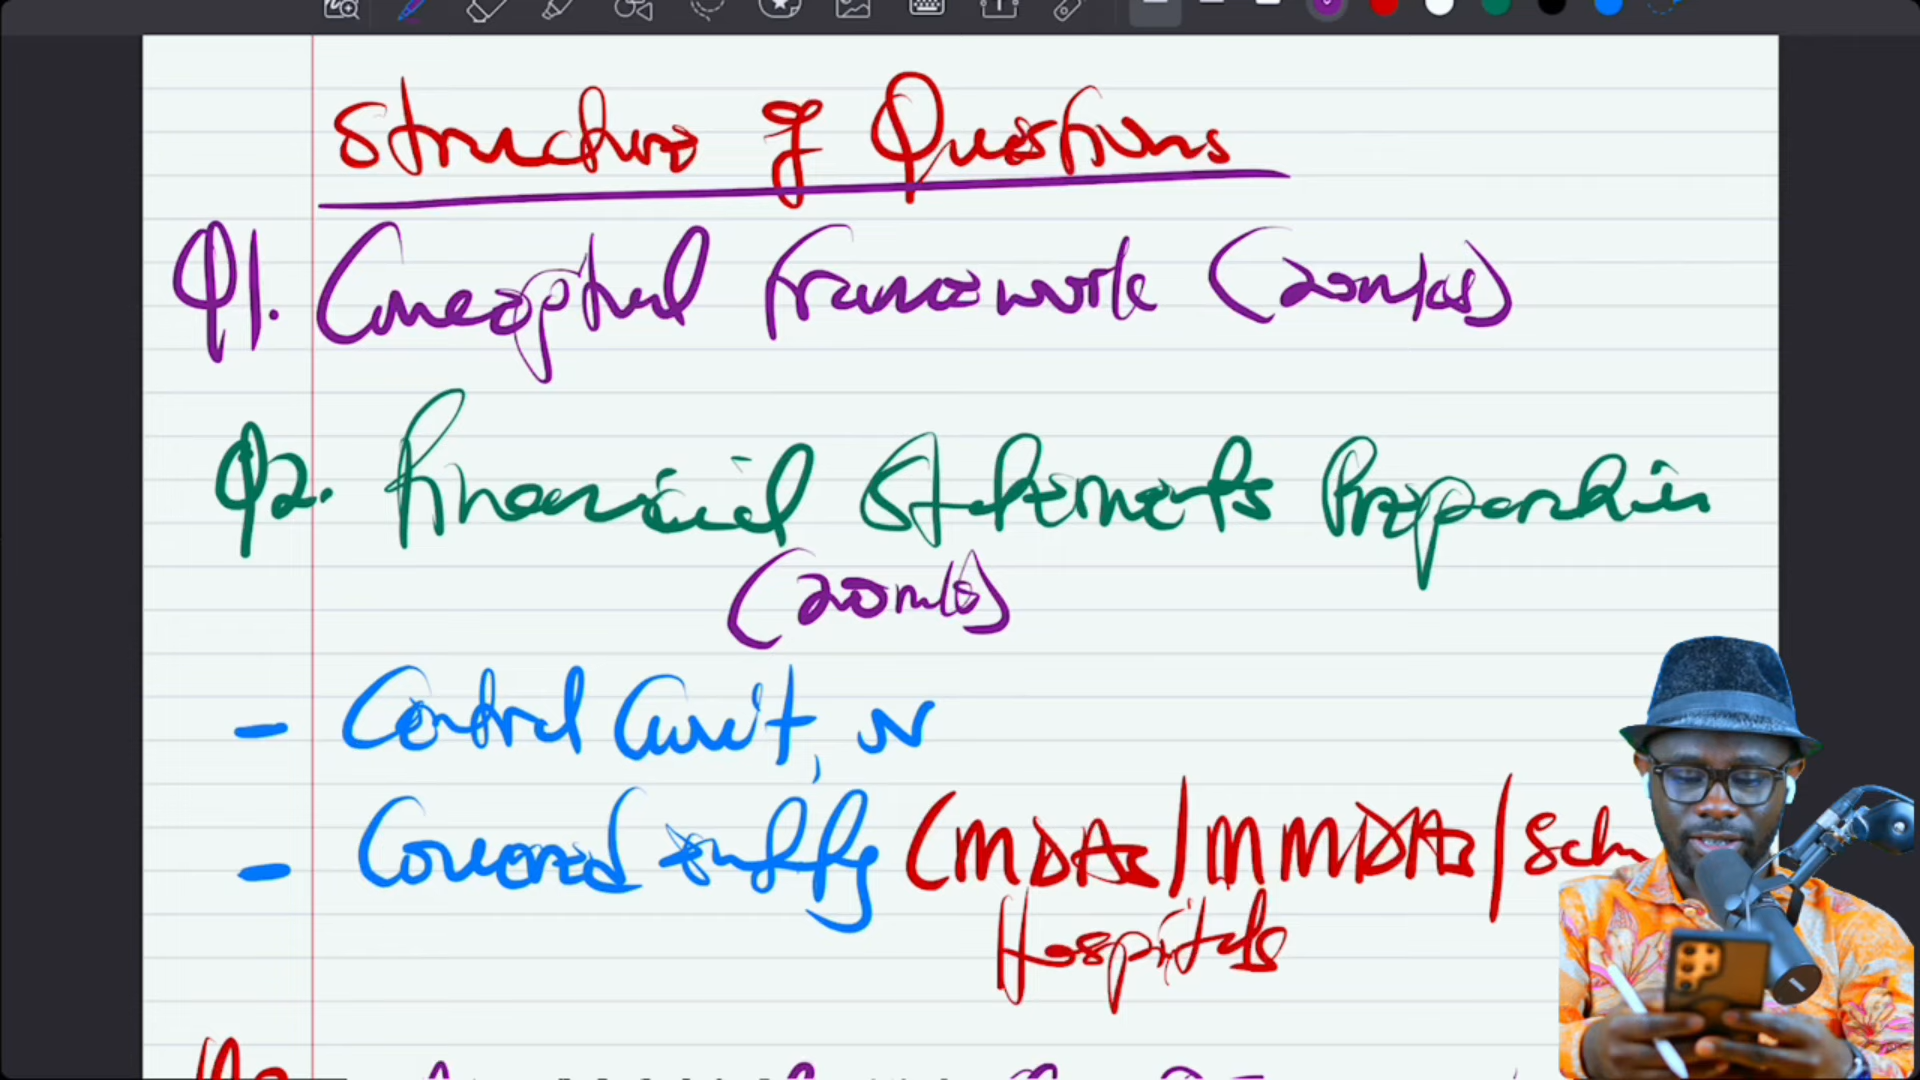 Structure of Questions
Q1. Conceptual Framework (20mks)
Q2. Financial Statements Preparation
(20mks)
- Central Govt, or
- Covered Entity (MDAs/MMDAs/Sch
Hospitals